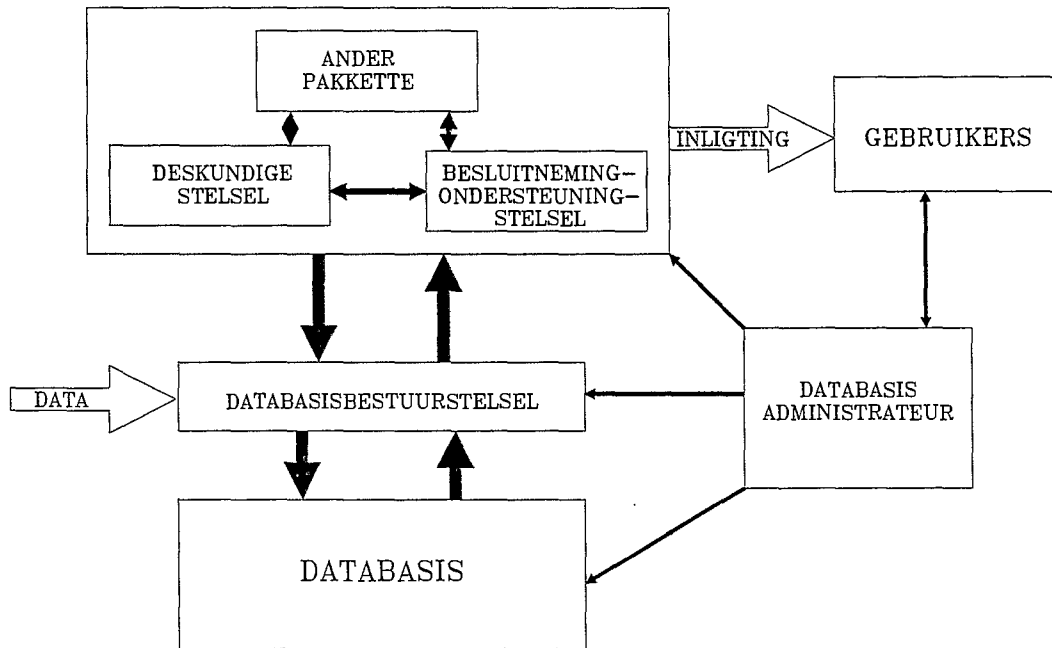 ANDER
PAKKETTE
DESKUNDIGE
STELSEL
BESLUITNEMING-
ONDERSTEUNING-
STELSEL
INLIGTING
GEBRUIKERS
DATA
DATABASISBESTUURSTELSEL
DATABASIS
ADMINISTRATEUR
DATABASIS